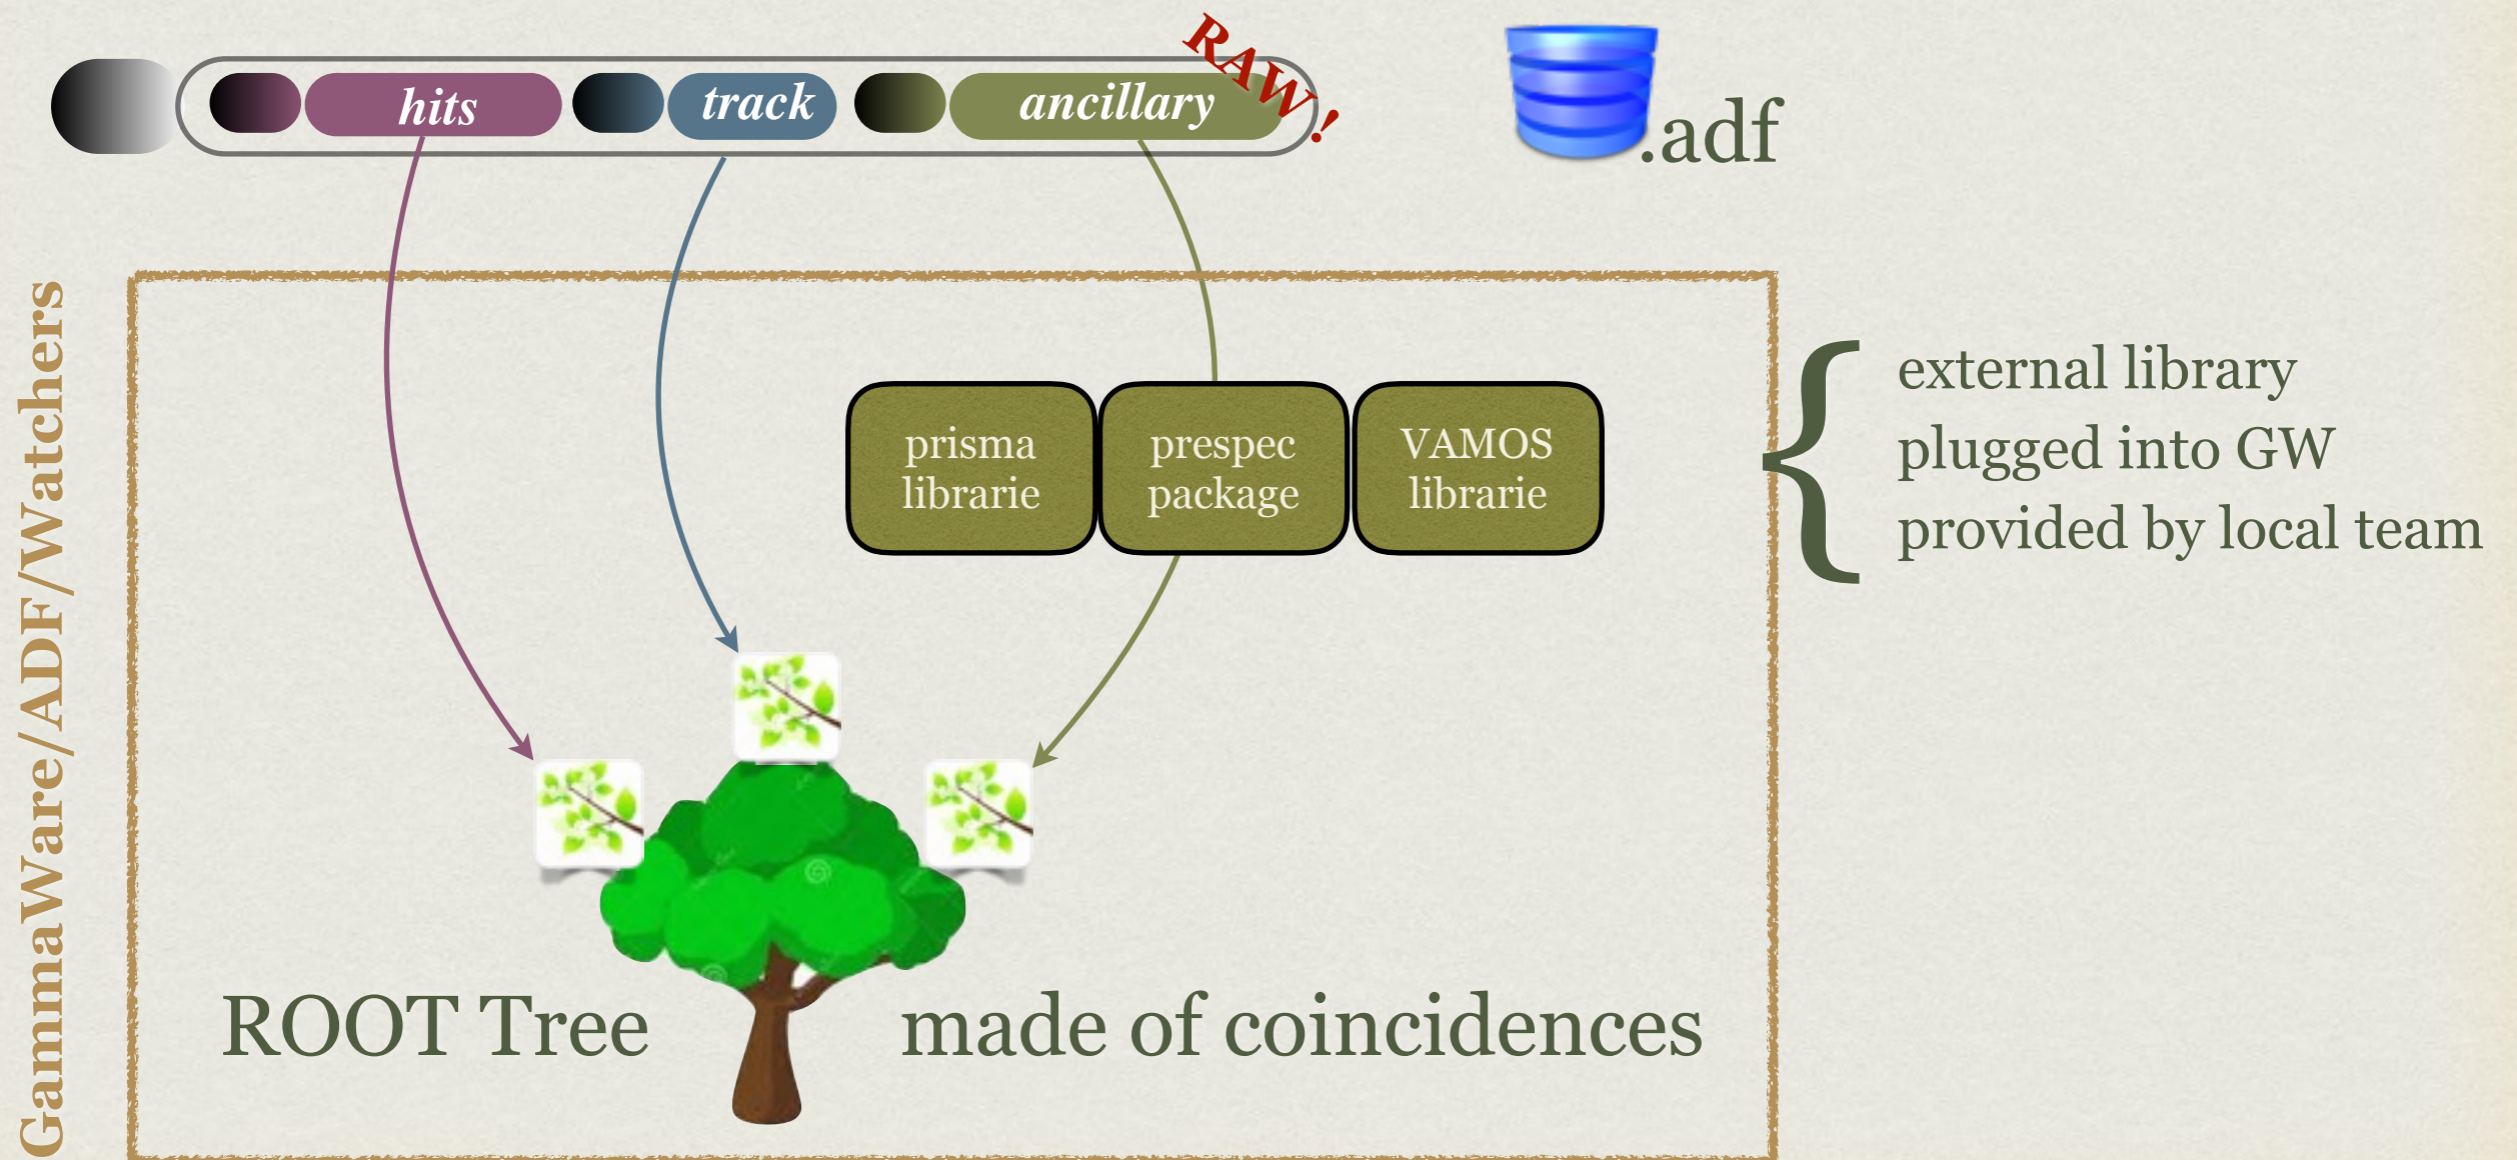 hits
track
ancillary
RAW !
.adf
GammaWare/ADF/Watchers
prisma
librarie
prespec
package
VAMOS
librarie
external library
plugged into GW
provided by local team
ROOT Tree
made of coincidences